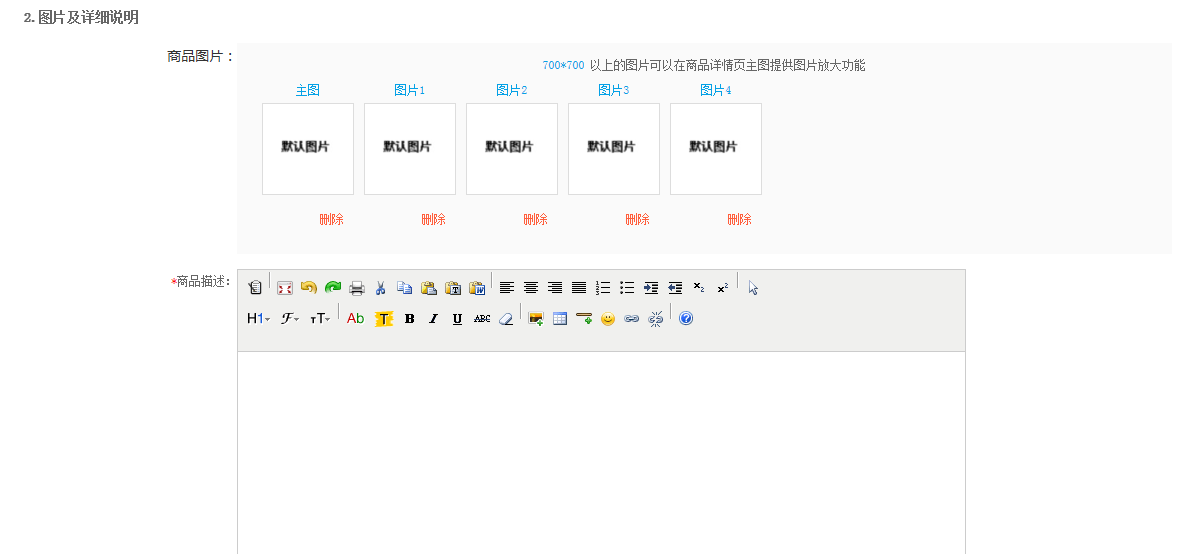 2. 图片及详细说明
商品图片：
700*700 以上的图片可以在商品详情页主图提供图片放大功能
主图 图片1 图片2 图片3 图片4
默认图片 默认图片 默认图片 默认图片 默认图片
删除 删除 删除 删除 删除
*商品描述：
H1 F тT Ab T B I U ABC